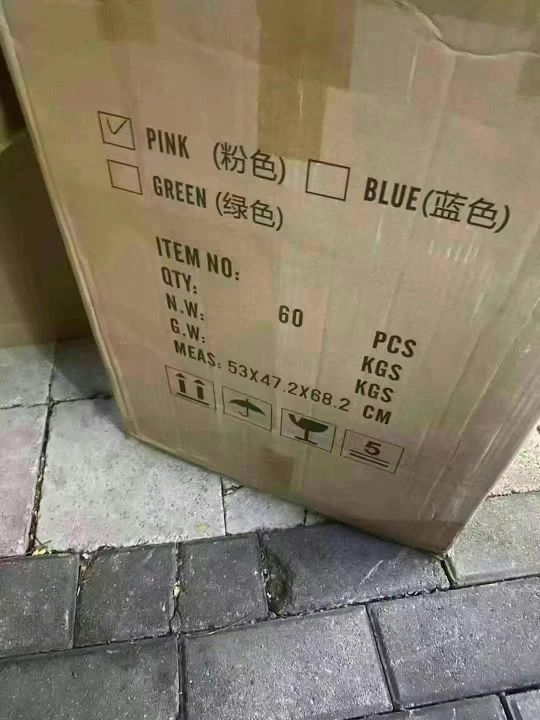 PINK (粉色)
BLUE(蓝色)
GREEN (绿色)
ITEM NO:
QTY: 60 PCS
N.W: KGS
G.W: KGS
MEAS: 53X47.2X68.2 CM
5